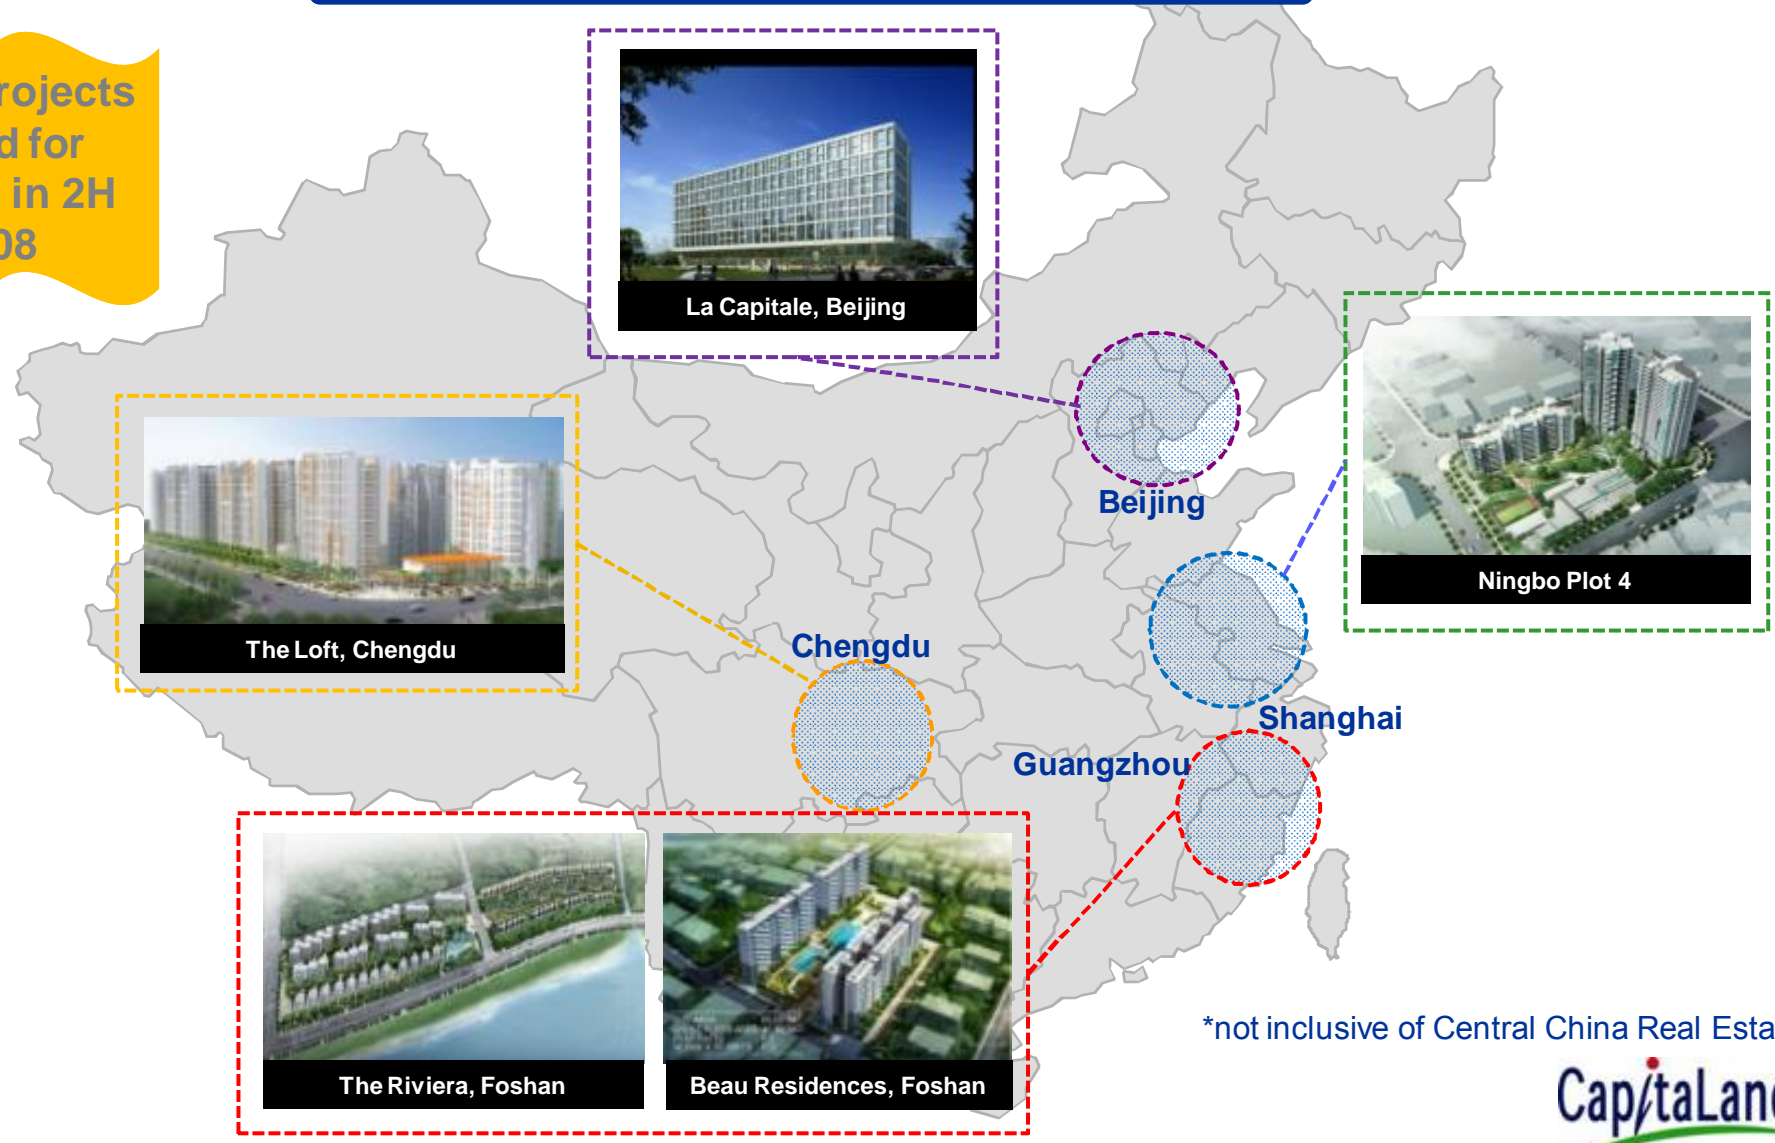 rojects
d for
in 2H
08
La Capitale, Beijing
Beijing
Ningbo Plot 4
The Loft, Chengdu
Chengdu
Shanghai
Guangzhou
The Riviera, Foshan
Beau Residences, Foshan
*not inclusive of Central China Real Esta
CapitaLand